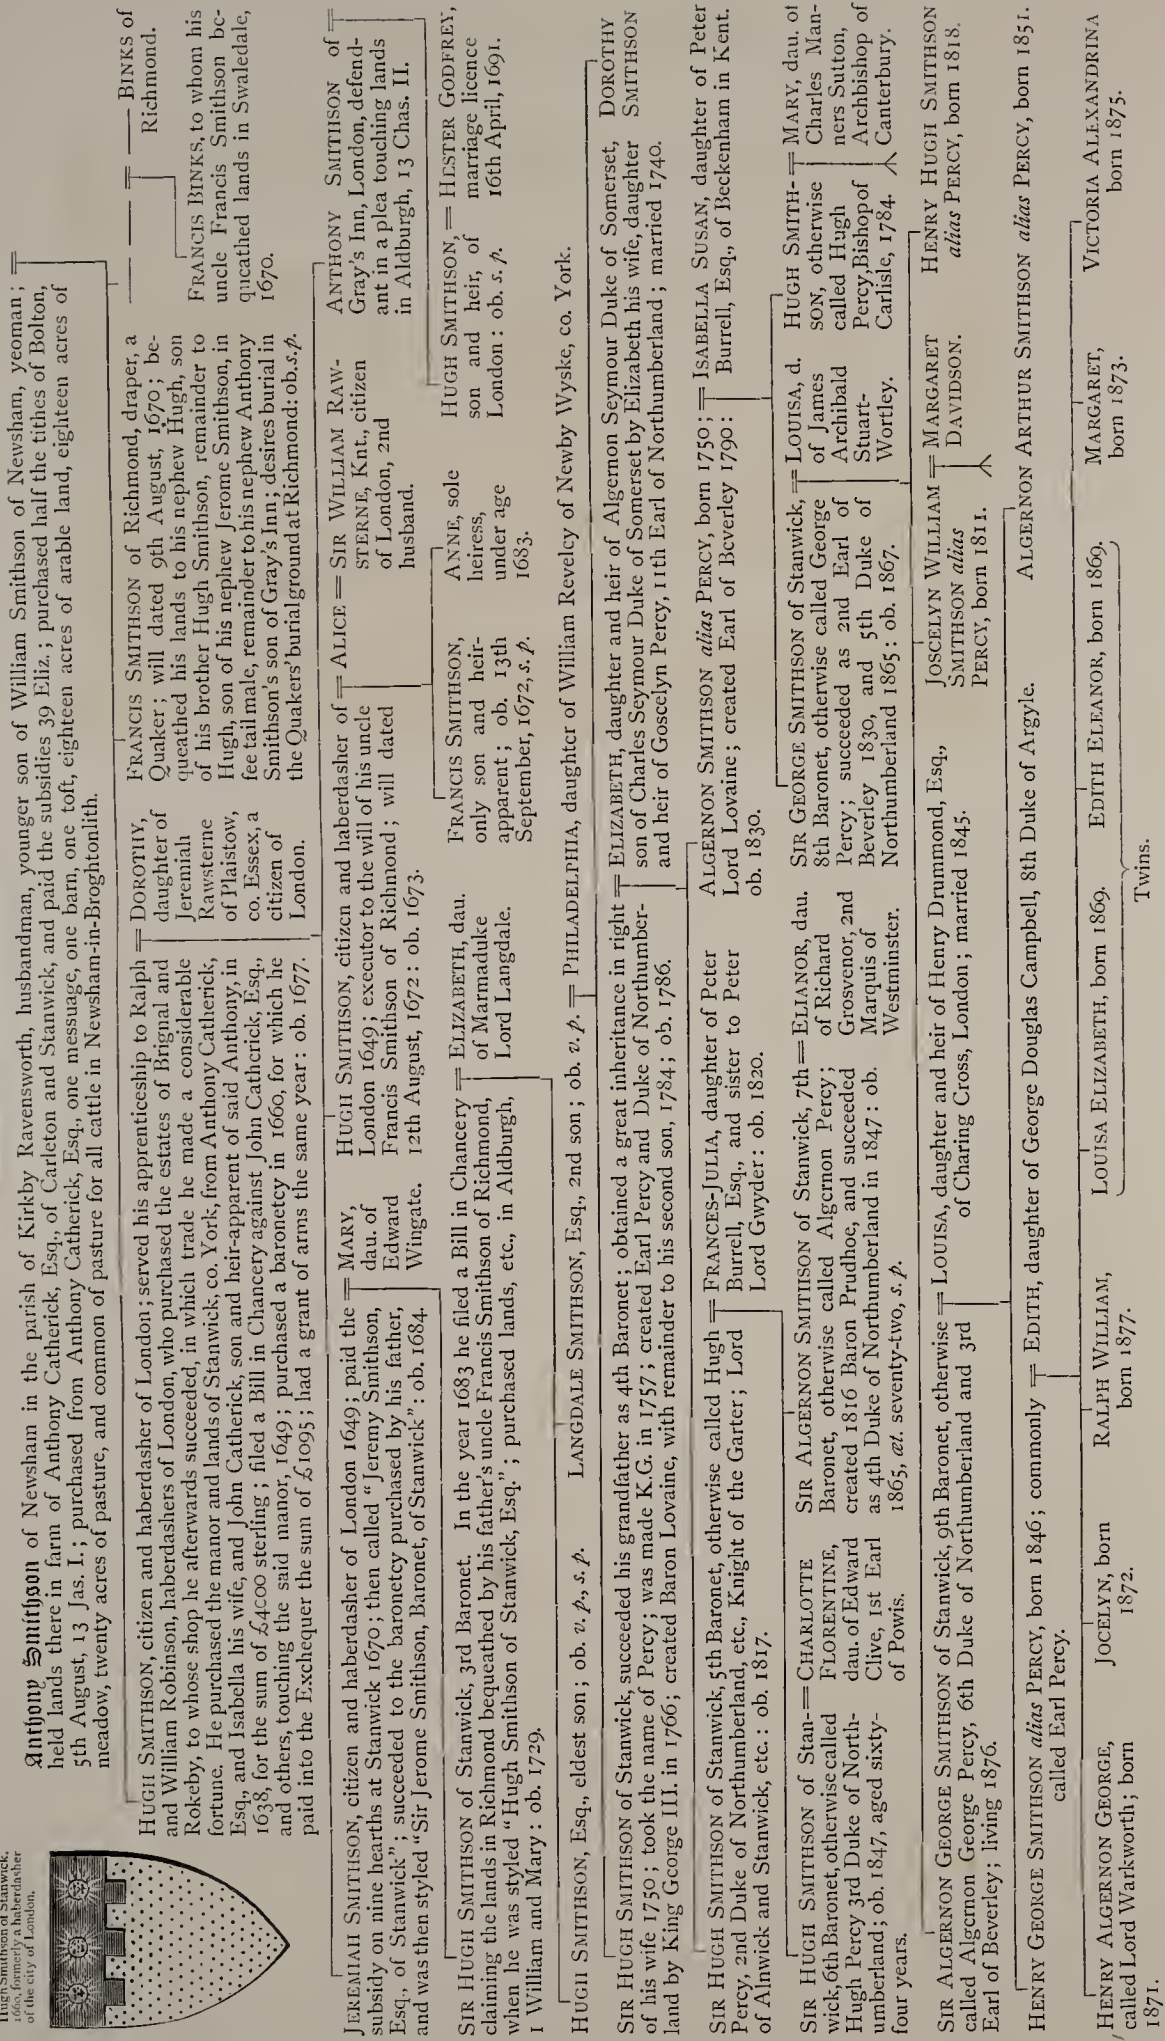 Hugh Smithson of Stanwick,
1660, formerly a haberdasher
of the city of London.
Anthony Smithson of Newsham in the parish of Kirkby Ravensworth, husbandman, younger son of William Smithson of Newsham, yeoman;
held lands there in farm of Anthony Catherick, Esq., of Carleton and Stanwick, and paid the subsidies 39 Eliz.; purchased half the tithes of Bolton,
5th August, 13 Jas. I.; purchased from Anthony Catherick, Esq., one message, one barn, one toft, eighteen acres of arable land, eighteen acres of
meadow, twenty acres of pasture, and common of pasture for all cattle in Newsham-in-Broghtonlith.
HUGH SMITHSON, citizen and haberdasher of London; served his apprenticeship to Ralph
and William Robinson, haberdashers of London, who purchased the estates of Brignal and
Rokeby, to whose shop he afterwards succeeded, in which trade he made a considerable
fortune. He purchased the manor and lands of Stanwick, co. York, from Anthony Catherick,
Esq., and Isabella his wife, and John Catherick, son and heir-apparent of said Anthony, in
1638, for the sum of £4000 sterling; filed a Bill in Chancery against John Catherick, Esq.,
and others, touching the said manor, 1649; purchased a baronetcy in 1660, for which he
paid into the Exchequer the sum of £1095; had a grant of arms the same year: ob. 1677.
DOROTHY,
daughter of
Jeremiah
Rawsterne
of Plaistow,
co. Essex, a
citizen of
London.
FRANCIS SMITHSON of Richmond, draper, a
Quaker; will dated 9th August, 1670; be-
queathed his lands to his nephew Hugh, son
of his brother Hugh Smithson, remainder to
Hugh, son of his nephew Jerome Smithson, in
fee tail male, remainder to his nephew Anthony
Smithson's son of Gray's Inn; desires burial in
the Quakers' burial ground at Richmond: ob. s.p.
— — — = — BINKS of
Richmond.
FRANCIS BINKS, to whom his
uncle Francis Smithson be-
queathed lands in Swaledale,
1670.
JEREMIAH SMITHSON, citizen and haberdasher of London 1649; paid the
subsidy on nine hearths at Stanwick 1670; then called "Jeremy Smithson,
Esq., of Stanwick"; succeeded to the baronetcy purchased by his father,
and was then styled "Sir Jerome Smithson, Baronet, of Stanwick": ob. 1684.
MARY,
dau. of
Edward
Wingate.
HUGH SMITHSON, citizen and haberdasher of
London 1649; executor to the will of his uncle
Francis Smithson of Richmond; will dated
12th August, 1672: ob. 1673.
ALICE = SIR WILLIAM RAW-
STERNE, Knt., citizen
of London, 2nd
husband.
ANTHONY SMITHSON of
Gray's Inn, London, defend-
ant in a plea touching lands
in Aldburgh, 13 Chas. II.
SIR HUGH SMITHSON of Stanwick, 3rd Baronet. In the year 1683 he filed a Bill in Chancery
claiming the lands in Richmond bequeathed by his father's uncle Francis Smithson of Richmond,
when he was styled "Hugh Smithson of Stanwick, Esq."; purchased lands, etc., in Aldburgh,
1 William and Mary: ob. 1729.
ELIZABETH, dau.
of Marmaduke
Lord Langdale.
FRANCIS SMITHSON,
only son and heir-
apparent; ob. 13th
September, 1672, s.p.
ANNE, sole
heiress,
under age
1683.
HUGH SMITHSON,
son and heir, of
London: ob. s. p.
HESTER GODFREY,
marriage licence
16th April, 1691.
HUGH SMITHSON, Esq., eldest son; ob. v. p., s. p.
LANGDALE SMITHSON, Esq., 2nd son; ob. v. p. = PHILADELPHIA, daughter of William Reveley of Newby Wyske, co. York.
SIR HUGH SMITHSON of Stanwick, succeeded his grandfather as 4th Baronet; obtained a great inheritance in right
of his wife 1750; took the name of Percy; was made K.G. in 1757; created Earl Percy and Duke of Northumber-
land by King George III. in 1766; created Baron Lovaine, with remainder to his second son, 1784; ob. 1786.
ELIZABETH, daughter and heir of Algernon Seymour Duke of Somerset,
son of Charles Seymour Duke of Somerset by Elizabeth his wife, daughter
and heir of Goscelyn Percy, 11th Earl of Northumberland; married 1740.
DOROTHY
SMITHSON
SIR HUGH SMITHSON of Stanwick, 5th Baronet, otherwise called Hugh
Percy, 2nd Duke of Northumberland, etc., Knight of the Garter; Lord
of Alnwick and Stanwick, etc.: ob. 1817.
FRANCES-JULIA, daughter of Peter
Burrell, Esq., and sister to Peter
Lord Gwyder: ob. 1820.
ALGERNON SMITHSON alias PERCY, born 1750;
Lord Lovaine; created Earl of Beverley 1790:
ob. 1830.
ISABELLA SUSAN, daughter of Peter
Burrell, Esq., of Beckenham in Kent.
SIR HUGH SMITHSON of Stan-
wick, 6th Baronet, otherwise called
Hugh Percy 3rd Duke of North-
umberland; ob. 1847, aged sixty-
four years.
CHARLOTTE
FLORENTINE,
dau. of Edward
Clive, 1st Earl
of Powis.
SIR ALGERNON SMITHSON of Stanwick, 7th
Baronet, otherwise called Algernon Percy;
created 1816 Baron Prudhoe, and succeeded
as 4th Duke of Northumberland in 1847: ob.
1865, æt. seventy-two, s. p.
ELIANOR, dau.
of Richard
Grosvenor, 2nd
Marquis of
Westminster.
SIR GEORGE SMITHSON of Stanwick,
8th Baronet, otherwise called George
Percy; succeeded as 2nd Earl of
Beverley 1830, and 5th Duke of
Northumberland 1865: ob. 1867.
LOUISA, d.
of James
Archibald
Stuart-
Wortley.
HUGH SMITH-
SON, otherwise
called Hugh
Percy, Bishop of
Carlisle, 1784.
MARY, dau. of
Charles Man-
ners Sutton,
Archbishop of
Canterbury.
SIR ALGERNON GEORGE SMITHSON of Stanwick, 9th Baronet, otherwise
called Algernon George Percy, 6th Duke of Northumberland and 3rd
Earl of Beverley; living 1876.
LOUISA, daughter and heir of Henry Drummond, Esq.,
of Charing Cross, London; married 1845.
JOSCELYN WILLIAM
SMITHSON alias
PERCY, born 1811.
MARGARET
DAVIDSON.
HENRY HUGH SMITHSON
alias PERCY, born 1818.
HENRY GEORGE SMITHSON alias PERCY, born 1846; commonly
called Earl Percy.
EDITH, daughter of George Douglas Campbell, 8th Duke of Argyle.
ALGERNON ARTHUR SMITHSON alias PERCY, born 1851.
HENRY ALGERNON GEORGE,
called Lord Warkworth; born
1871.
JOCELYN, born
1872.
RALPH WILLIAM,
born 1877.
LOUISA ELIZABETH, born 1869.
EDITH ELEANOR, born 1869.
Twins.
MARGARET,
born 1873.
VICTORIA ALEXANDRINA
born 1875.